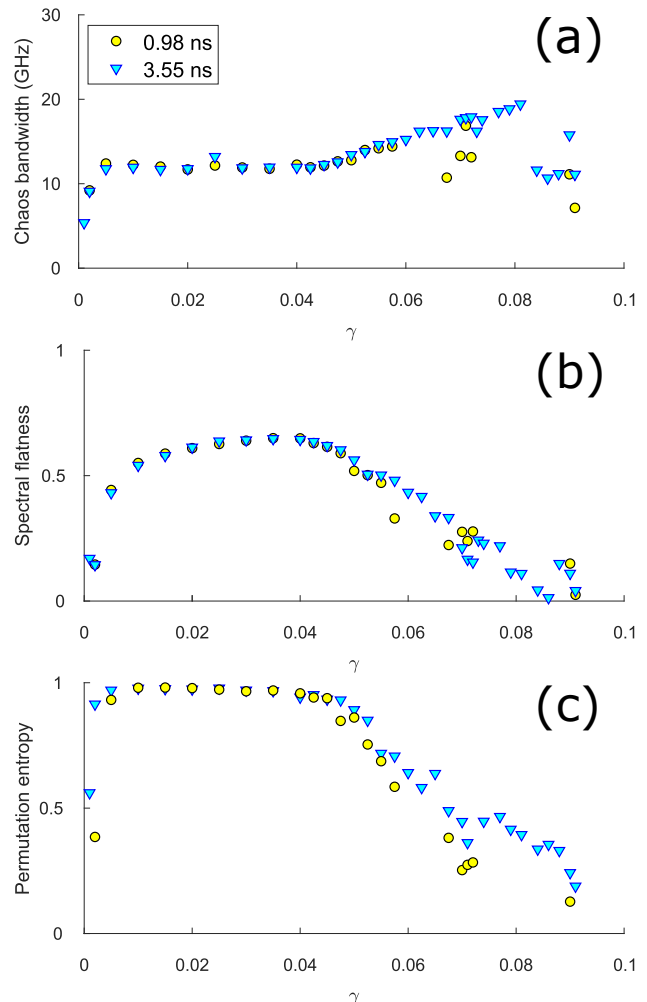 30
(a)
0.98 ns
3.55 ns
20
10
0
Chaos bandwidth (GHz)
0 0.02 0.04 0.06 0.08 0.1
γ
1
(b)
0.5
0
Spectral flatness
0 0.02 0.04 0.06 0.08 0.1
γ
1
(c)
0.5
0
Permutation entropy
0 0.02 0.04 0.06 0.08 0.1
γ